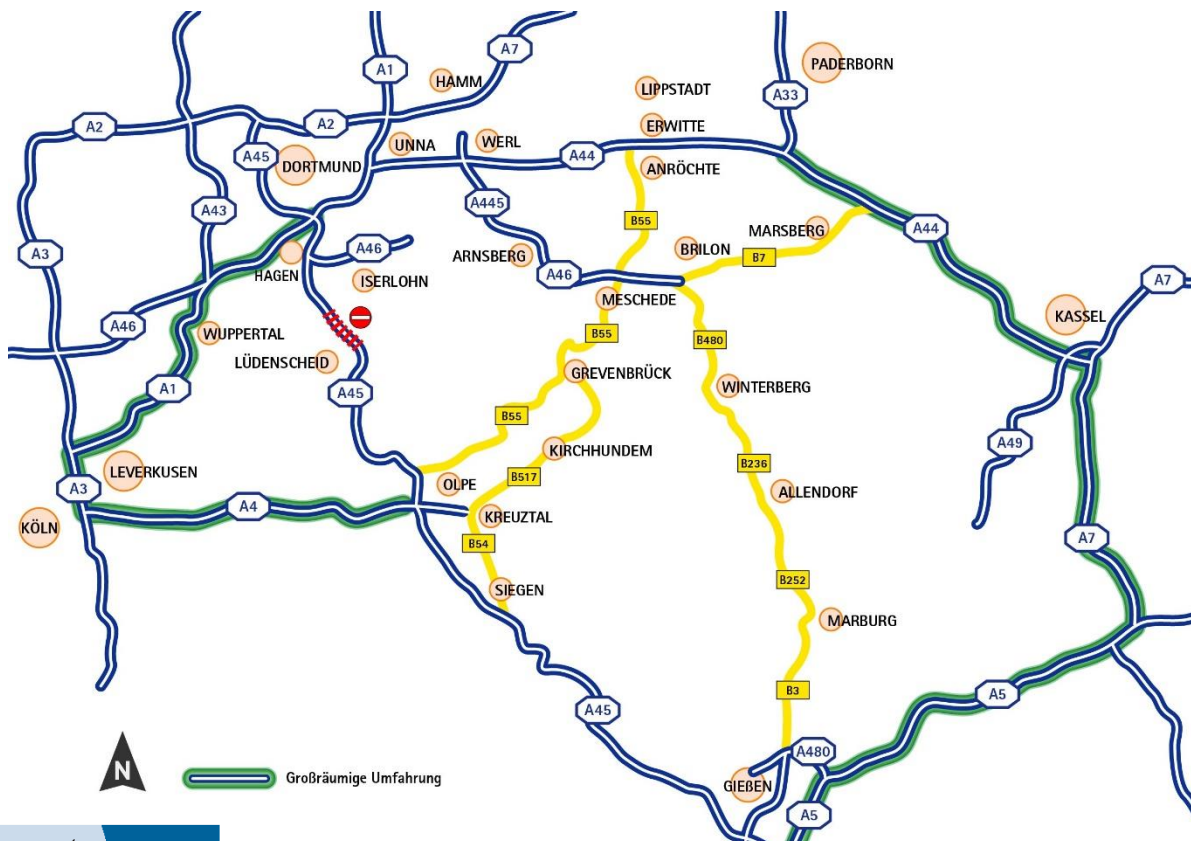 A7
PADERBORN
A1
HAMM
LIPPSTADT
A33
A2
A2
ERWITTE
UNNA
WERL
A45
A44
DORTMUND
ANRÖCHTE
A43
A445
B55
A44
MARSBERG
A3
A46
ARNSBERG
BRILON
B7
HAGEN
ISERLOHN
A46
A7
MESCHEDE
KASSEL
A46
WUPPERTAL
B55
B480
LÜDENSCHEID
GREVENBRÜCK
A1
A45
WINTERBERG
B55
A49
KIRCHHUNDEM
LEVERKUSEN
B236
B517
OLPE
A3
ALLENDORF
A4
KREUZTAL
KÖLN
A7
B54
B252
SIEGEN
MARBURG
B3
A5
A45
A480
N
Großräumige Umfahrung
GIEßEN
A5